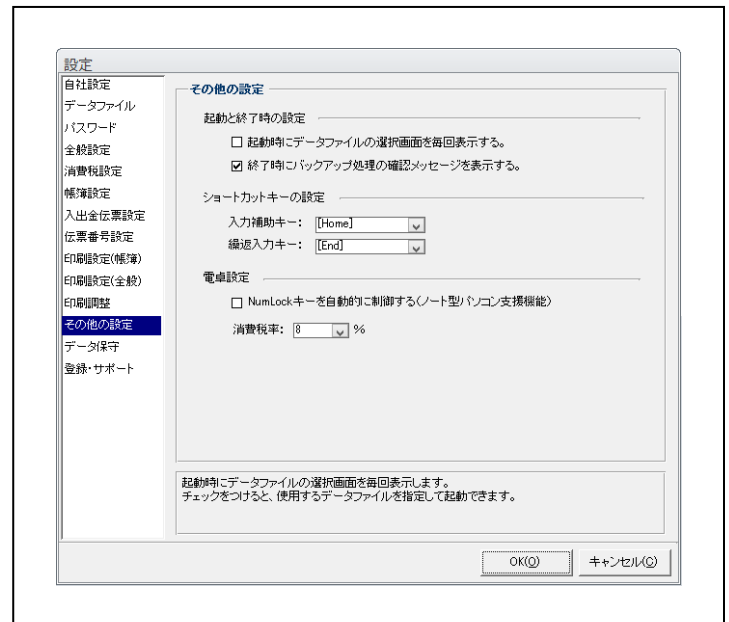 設定
自社設定
データファイル
パスワード
全般設定
消費税設定
帳簿設定
入出金伝票設定
伝票番号設定
印刷設定(帳簿)
印刷設定(全般)
印刷調整
その他の設定
データ保守
登録・サポート
その他の設定
起動と終了時の設定
起動時にデータファイルの選択画面を毎回表示する。
終了時にバックアップ処理の確認メッセージを表示する。
ショートカットキーの設定
入力補助キー: [Home]
繰返入力キー: [End]
電卓設定
NumLockキーを自動的に制御する(ノート型パソコン支援機能)
消費税率: 8 %
起動時にデータファイルの選択画面を毎回表示します。
チェックをつけると、使用するデータファイルを指定して起動できます。
OK(O) キャンセル(C)